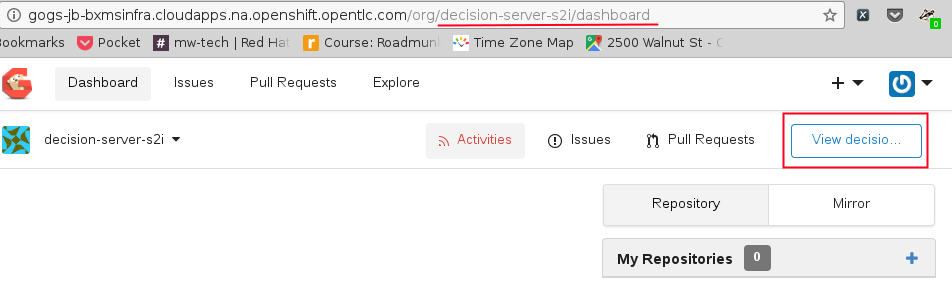 gogs-jb-bxmsinfra.cloudapps.na.openshift.opentlc.com/org/decision-server-s2i/dashboard
0
Bookmarks Pocket mw-tech | Red Hat Course: Roadmun Time Zone Map 2500 Walnut St - C
Dashboard Issues Pull Requests Explore
decision-server-s2i Activities Issues Pull Requests View decisio...
Repository Mirror
My Repositories 0